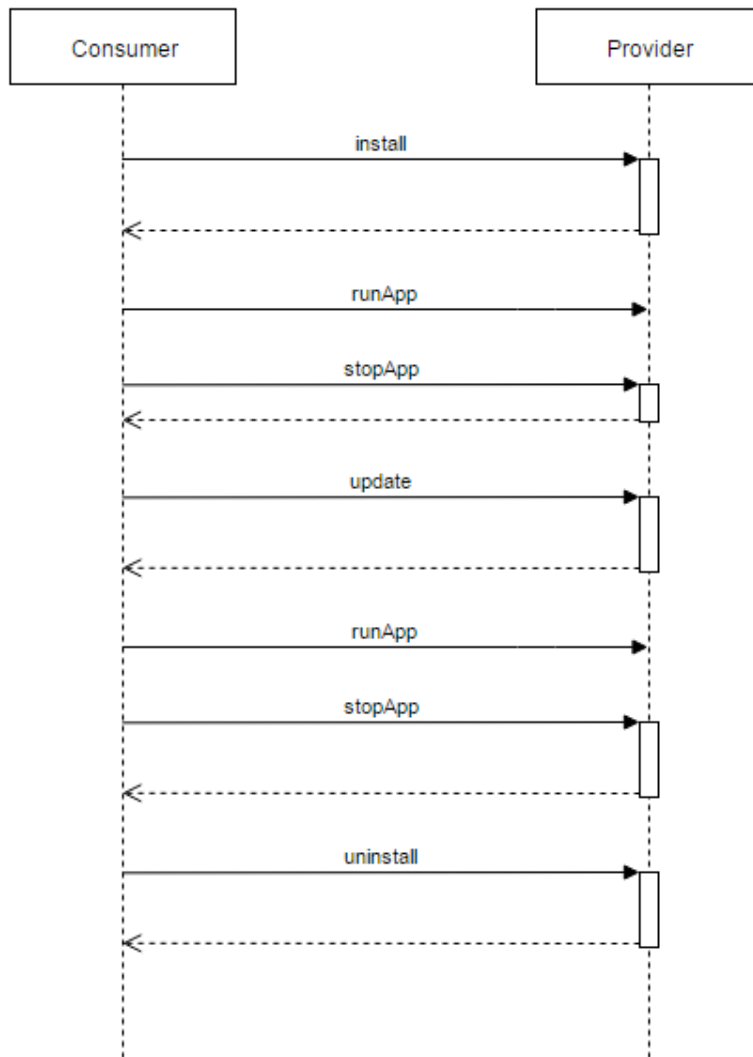 Consumer
Provider
install
runApp
stopApp
update
runApp
stopApp
uninstall